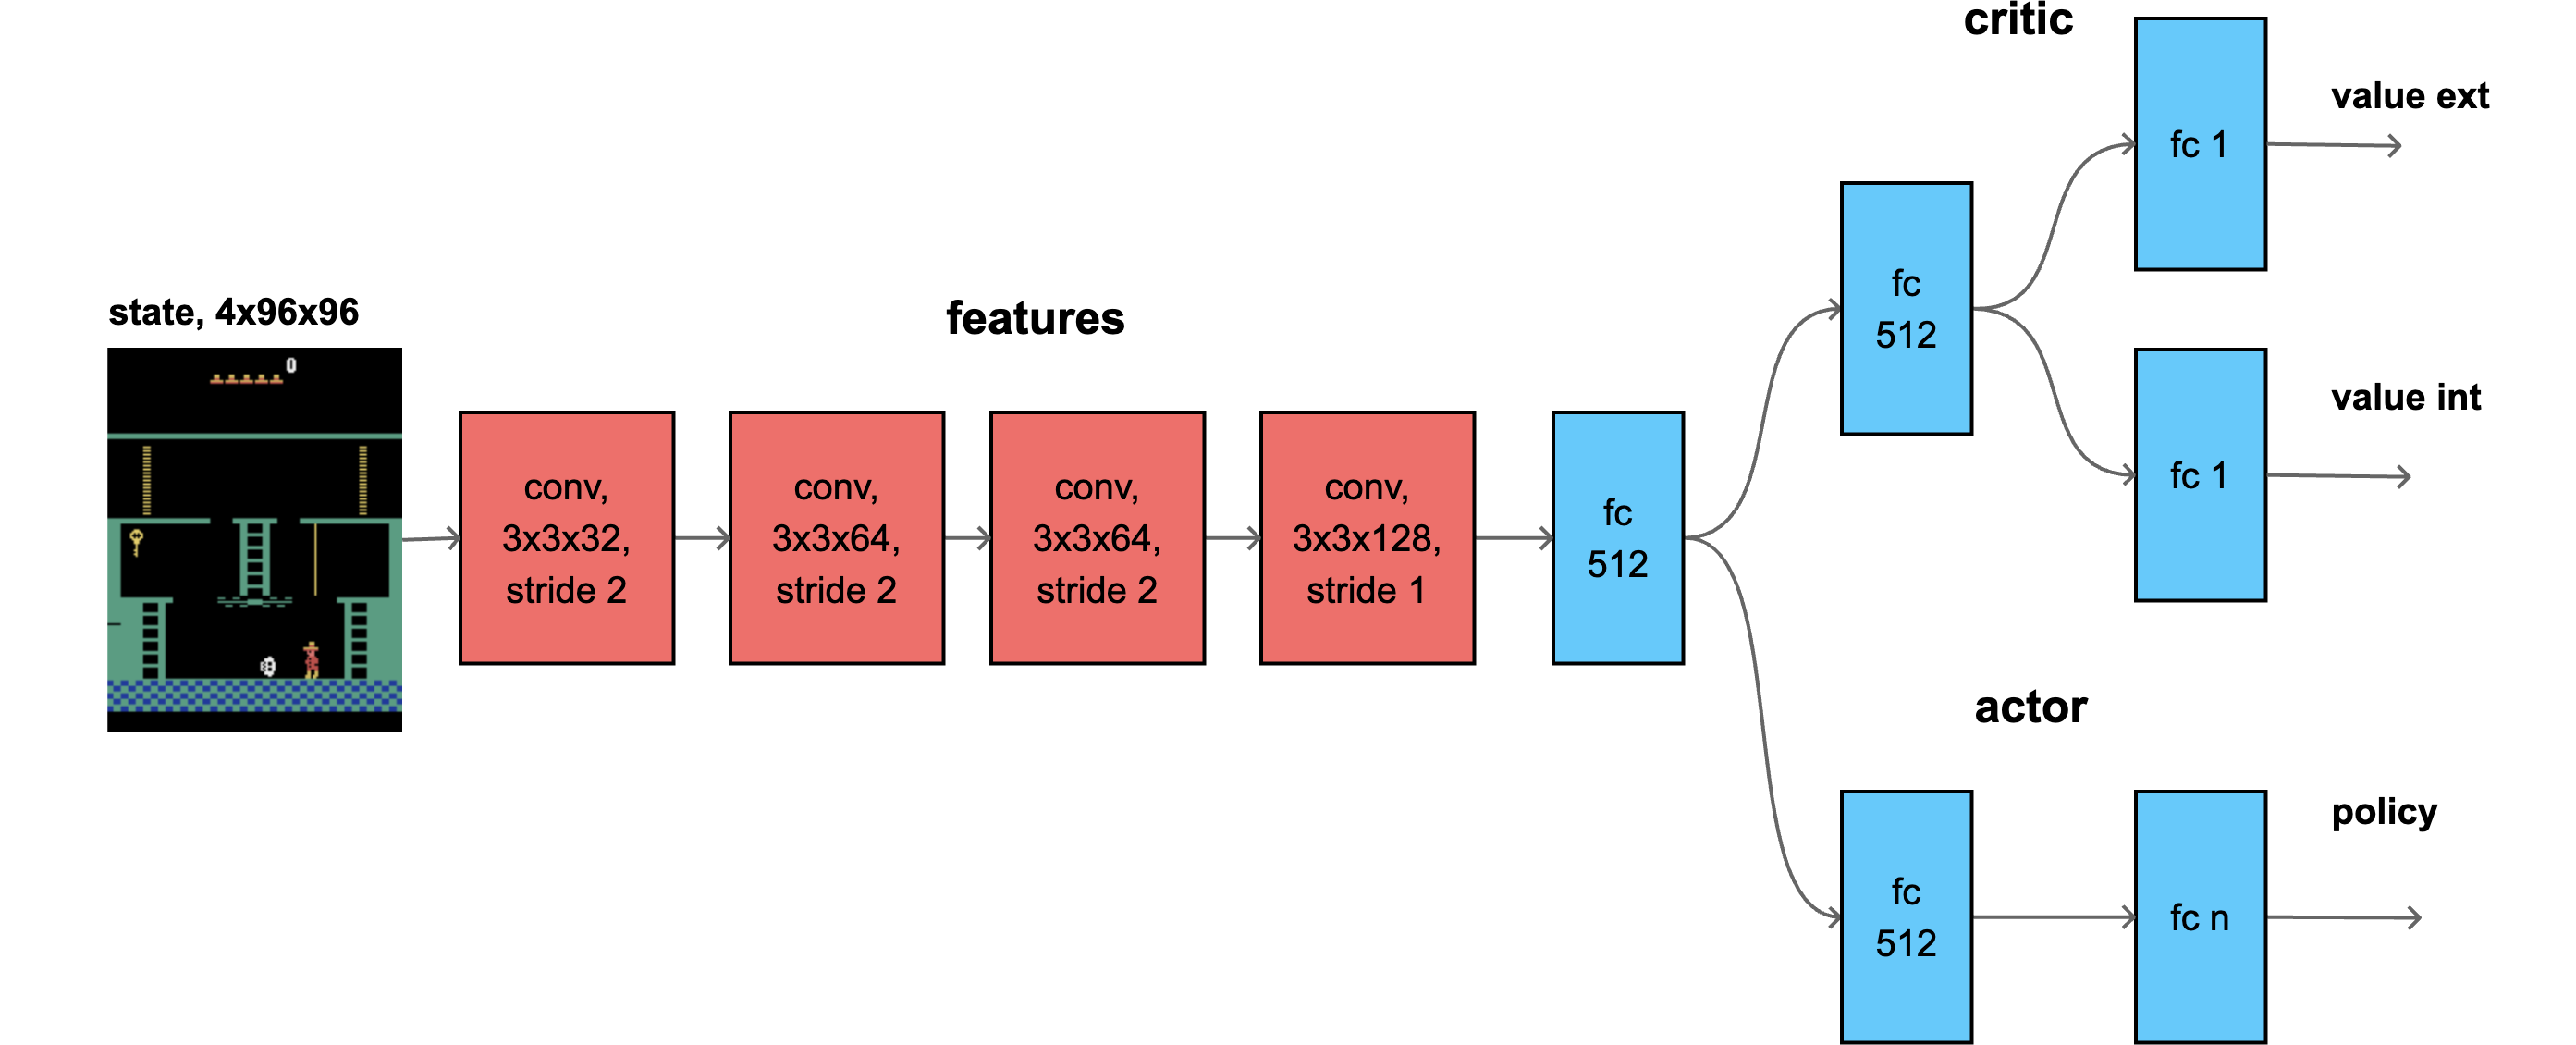 critic
value ext
fc 1
fc
512
value int
fc 1
state, 4x96x96
features
0
conv,
3x3x32,
stride 2
conv,
3x3x64,
stride 2
conv,
3x3x64,
stride 2
conv,
3x3x128,
stride 1
fc
512
actor
policy
fc
512
fc n